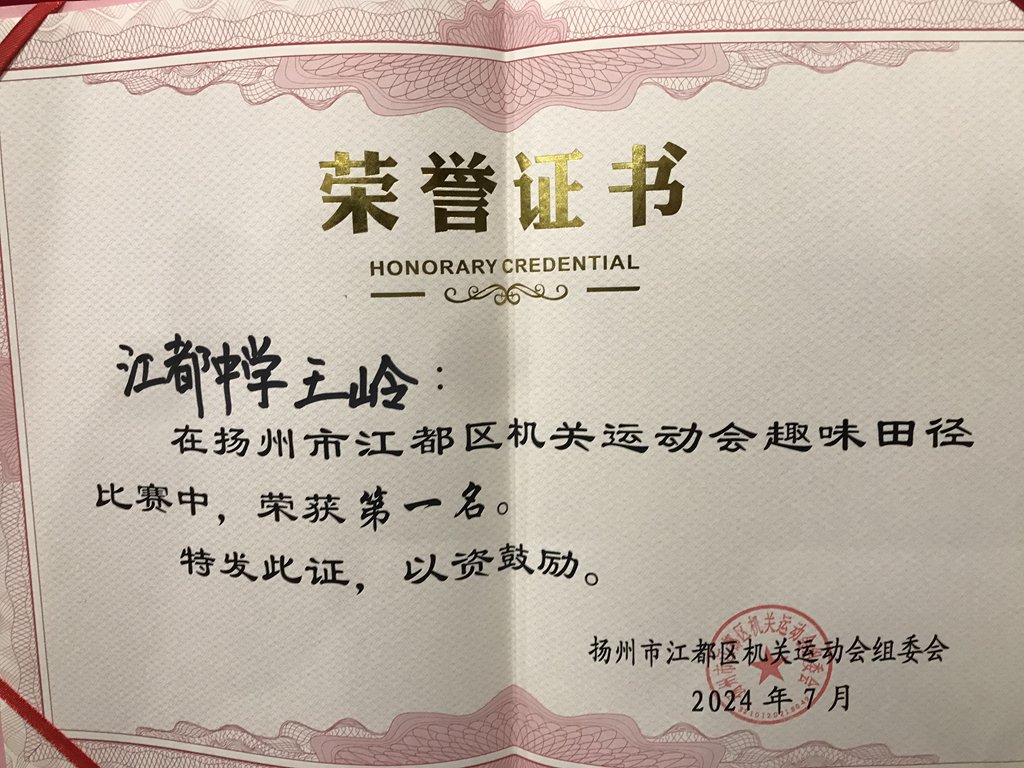 荣誉证书
HONORARY CREDENTIAL
江都中学 王岭：
在扬州市江都区机关运动会趣味田径
比赛中，荣获第一名。
特发此证，以资鼓励。
扬州市江都区机关运动会组委会
2024年7月